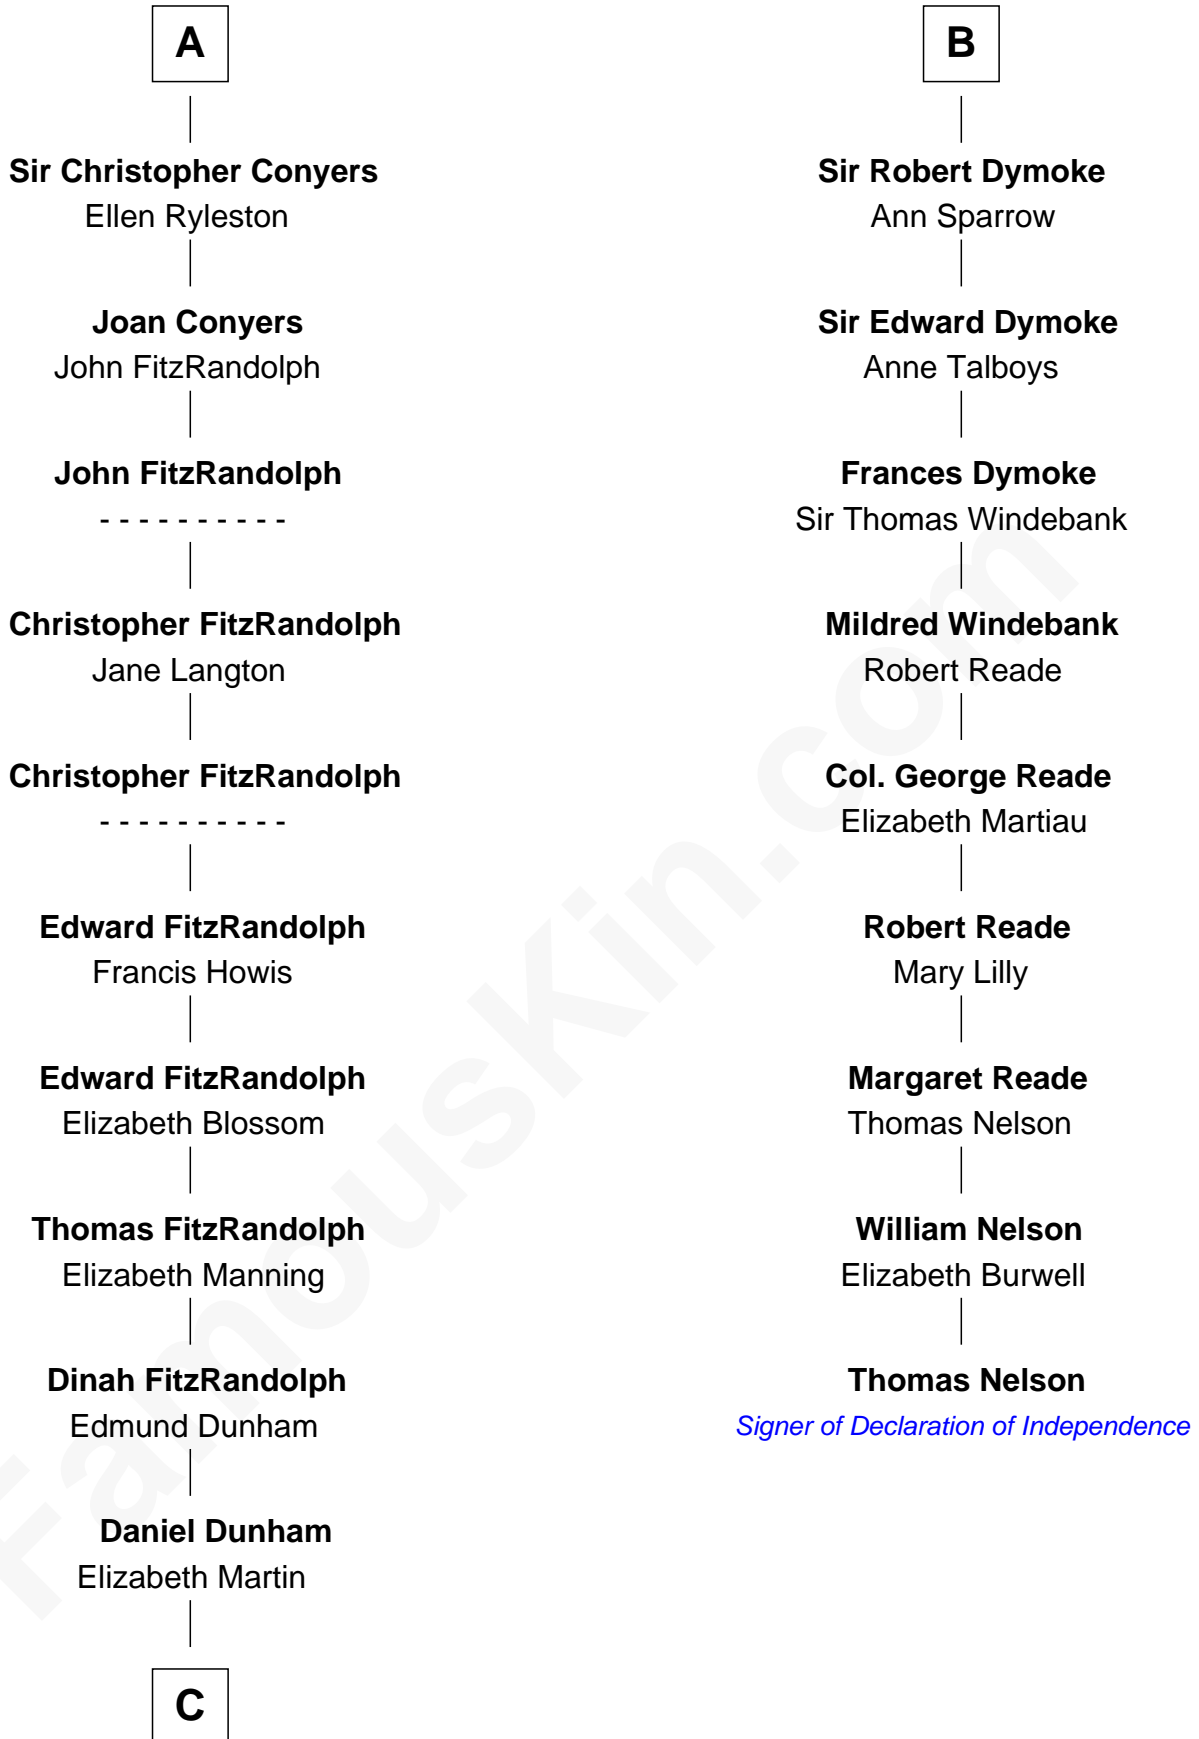 A
Sir Christopher Conyers
Ellen Ryleston
Joan Conyers
John FitzRandolph
John FitzRandolph
- - - - - - - - - -
Christopher FitzRandolph
Jane Langton
Christopher FitzRandolph
- - - - - - - - - -
Edward FitzRandolph
Francis Howis
Edward FitzRandolph
Elizabeth Blossom
Thomas FitzRandolph
Elizabeth Manning
Dinah FitzRandolph
Edmund Dunham
Daniel Dunham
Elizabeth Martin
C
B
Sir Robert Dymoke
Ann Sparrow
Sir Edward Dymoke
Anne Talboys
Frances Dymoke
Sir Thomas Windebank
Mildred Windebank
Robert Reade
Col. George Reade
Elizabeth Martiau
Robert Reade
Mary Lilly
Margaret Reade
Thomas Nelson
William Nelson
Elizabeth Burwell
Thomas Nelson
Signer of Declaration of Independence
FamousKin.com